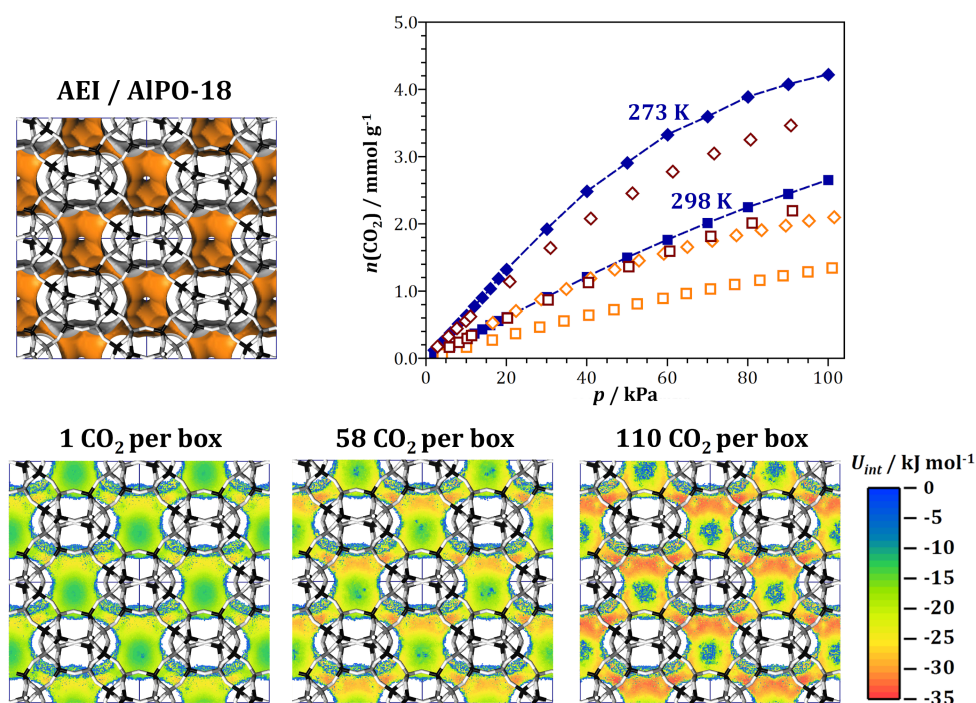 AEI / AlPO-18
n(CO₂) / mmol g⁻¹
5.0
4.0
3.0
2.0
1.0
0.0
273 K
298 K
0 20 40 60 80 100
p / kPa
1 CO₂ per box
58 CO₂ per box
110 CO₂ per box
U_int / kJ mol⁻¹
0
-5
-10
-15
-20
-25
-30
-35